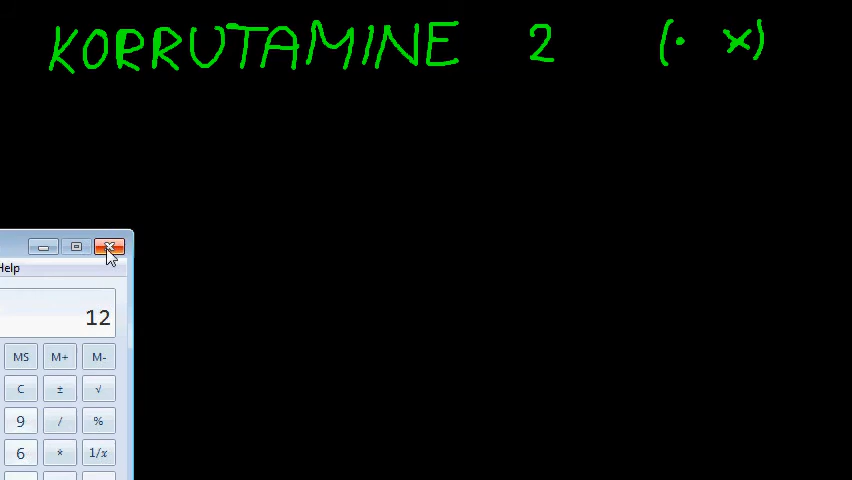 KORRUTAMINE 2 (· x)
Help
12
MS M+ M-
C ± √
9 / %
6 * 1/x